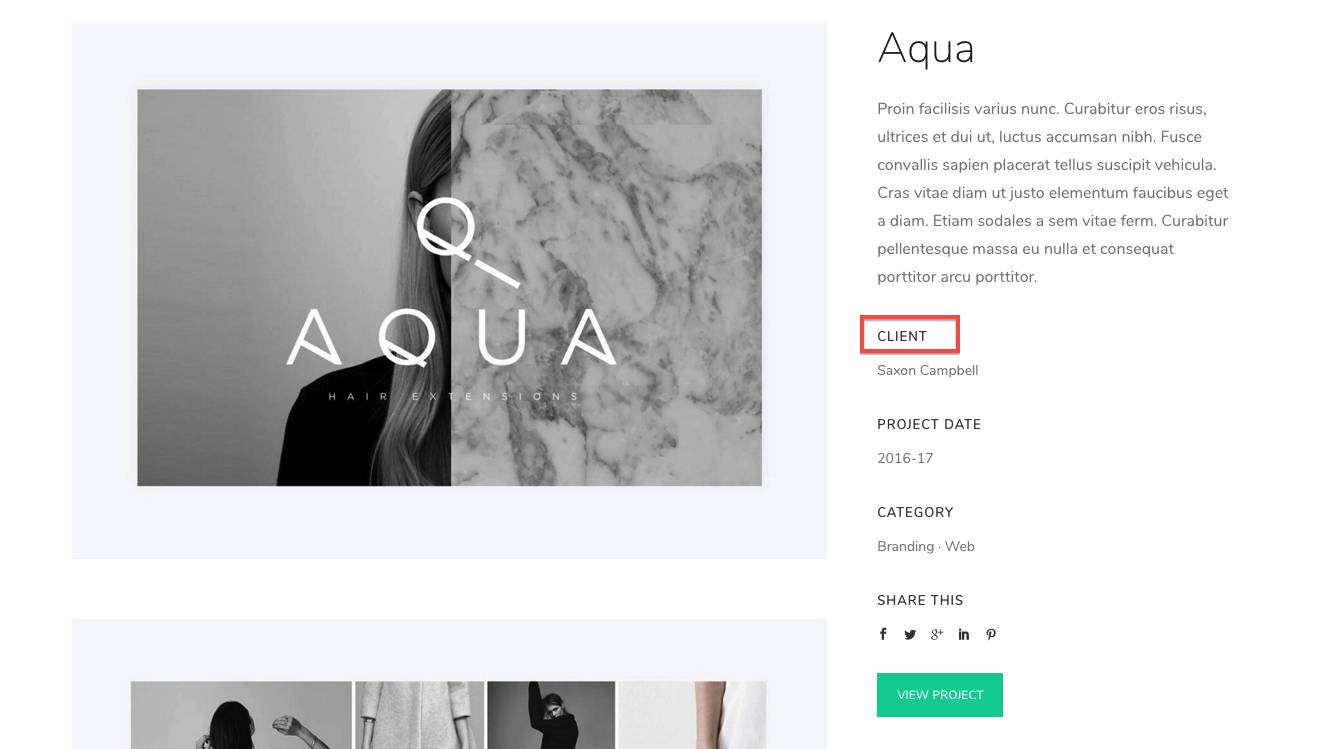 Q
AQUA
HAIR EXTENSIONS
Aqua
Proin facilisis varius nunc. Curabitur eros risus,
ultrices et dui ut, luctus accumsan nibh. Fusce
convallis sapien placerat tellus suscipit vehicula.
Cras vitae diam ut justo elementum faucibus eget
a diam. Etiam sodales a sem vitae ferm. Curabitur
pellentesque massa eu nulla et consequat
porttitor arcu porttitor.
CLIENT
Saxon Campbell
PROJECT DATE
2016-17
CATEGORY
Branding · Web
SHARE THIS
VIEW PROJECT